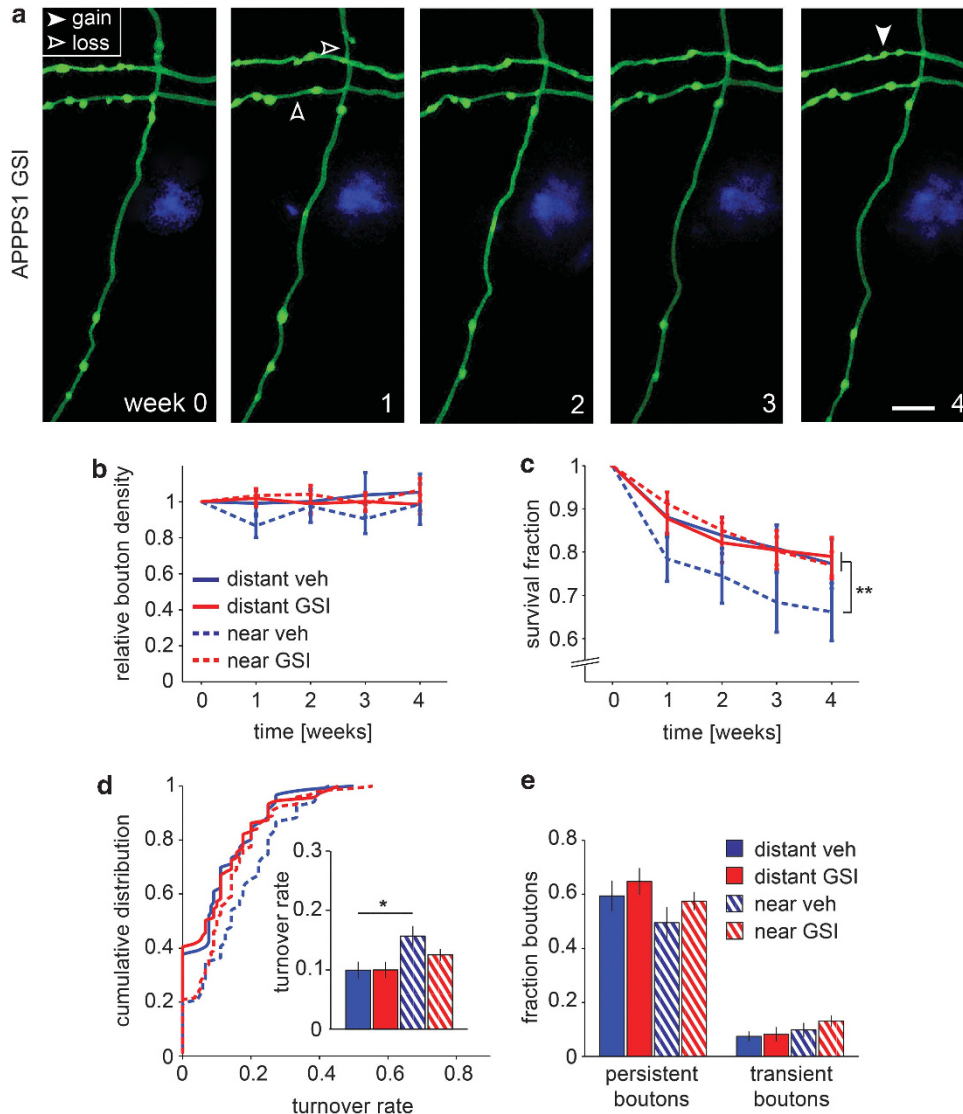 a
gain
loss
APPPS1 GSI
week 0
1
2
3
4
b
relative bouton density
1
0.8
0.6
0.4
0.2
0
distant veh
distant GSI
near veh
near GSI
0 1 2 3 4
time [weeks]
c
survival fraction
1
0.9
0.8
0.7
0.6
**
0 1 2 3 4
time [weeks]
d
cumulative distribution
1
0.8
0.6
0.4
0.2
0
0 0.2 0.4 0.6 0.8
turnover rate
turnover rate
0.3
0.2
0.1
0
*
e
fraction boutons
0.8
0.6
0.4
0.2
0
distant veh
distant GSI
near veh
near GSI
persistent
boutons
transient
boutons